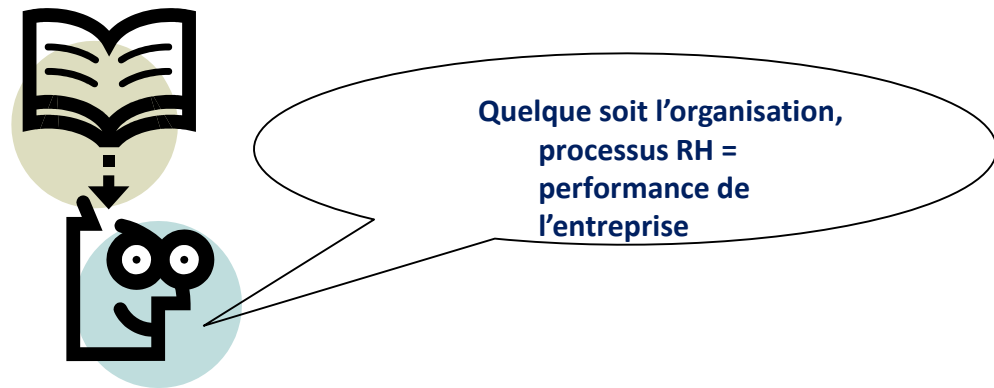 Quelque soit l’organisation,
processus RH =
performance de
l’entreprise